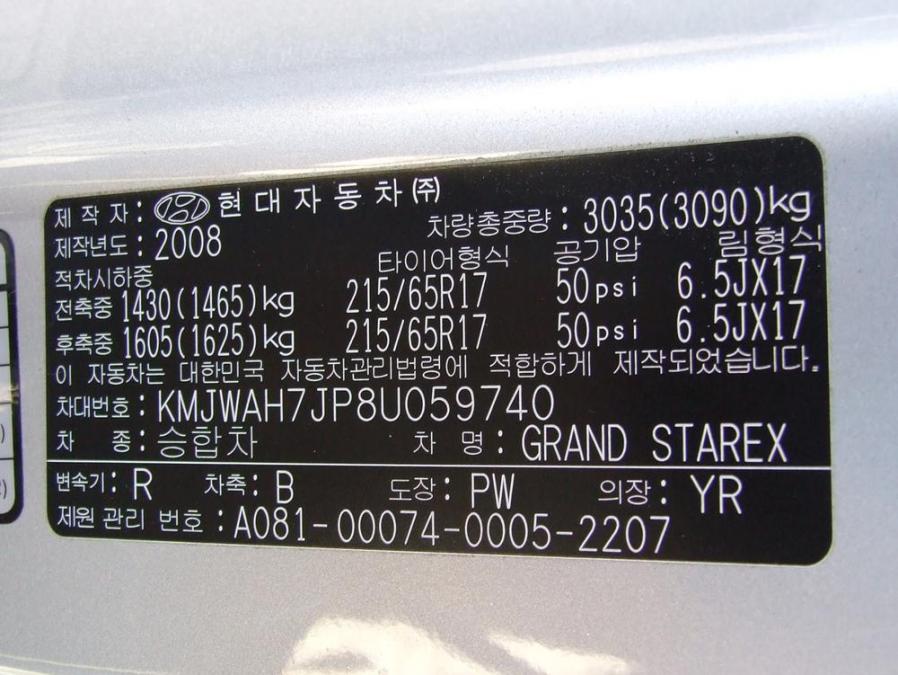 제 작 자 : 현대자동차(주)
차량총중량 : 3035(3090)kg
제작년도 : 2008
적차시하중 타이어형식 공기압 림형식
전축중 1430(1465)kg 215/65R17 50psi 6.5JX17
후축중 1605(1625)kg 215/65R17 50psi 6.5JX17
이 자동차는 대한민국 자동차관리법령에 적합하게 제작되었습니다.
차대번호 : KMJWAH7JP8U059740
차 종 : 승합차 차 명 : GRAND STAREX
변속기 : R 차축 : B 도장 : PW 의장 : YR
제원 관리 번호 : A081-00074-0005-2207